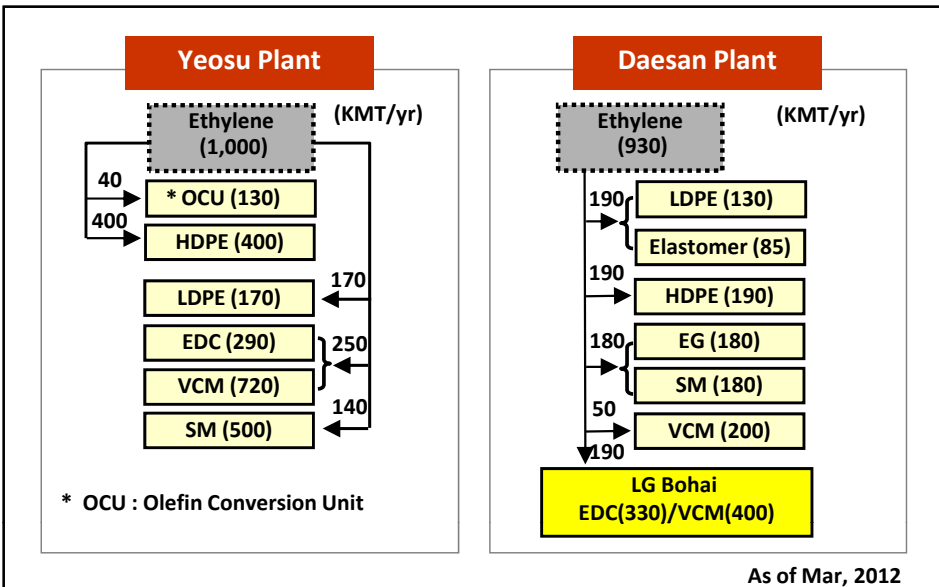 Yeosu Plant
(KMT/yr)
Ethylene
(1,000)
40
* OCU (130)
400
HDPE (400)
170
LDPE (170)
EDC (290)
250
VCM (720)
140
SM (500)
* OCU : Olefin Conversion Unit
Daesan Plant
(KMT/yr)
Ethylene
(930)
190
LDPE (130)
Elastomer (85)
190
HDPE (190)
180
EG (180)
SM (180)
50
VCM (200)
190
LG Bohai
EDC(330)/VCM(400)
As of Mar, 2012